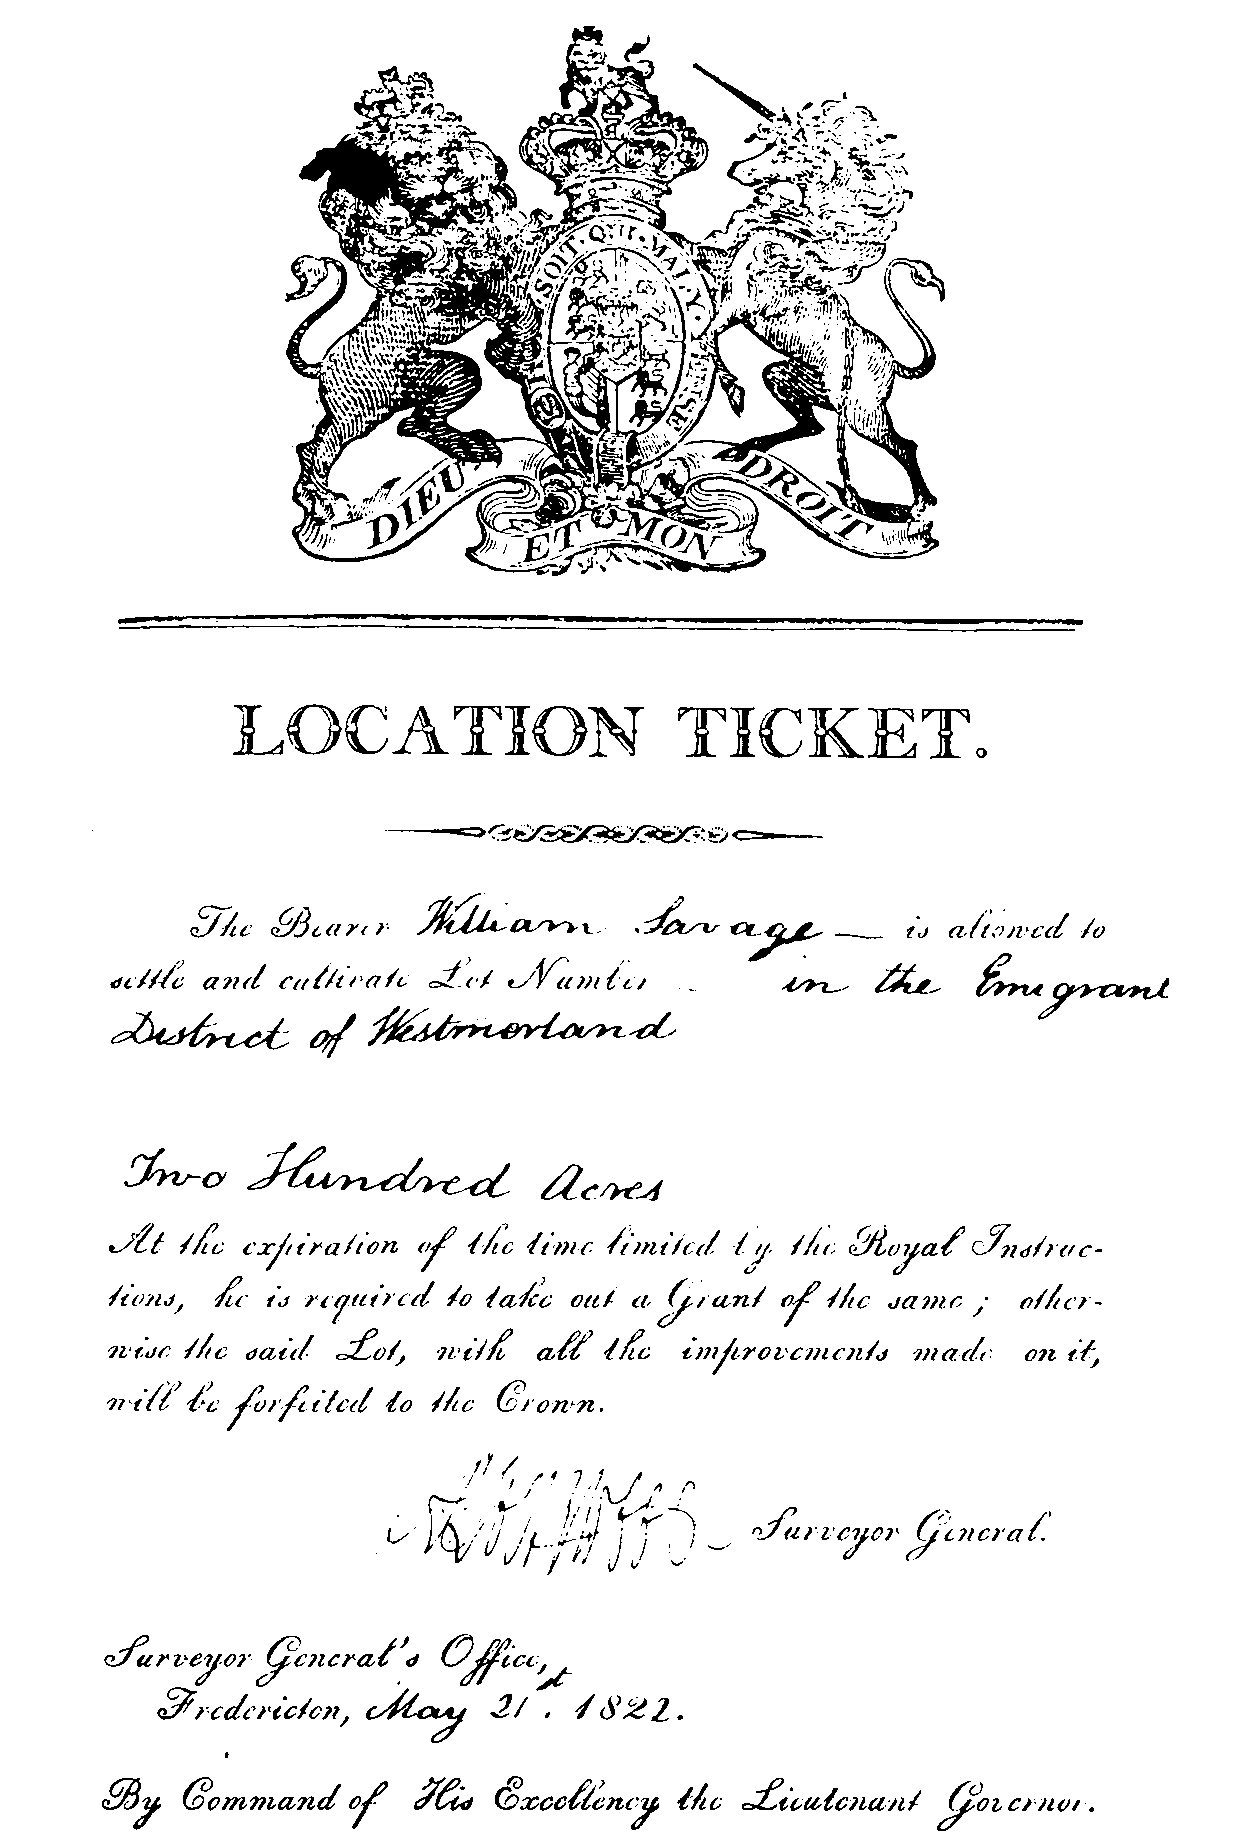 HONI SOIT QUI MAL Y PENSE
DIEU ET MON DROIT
LOCATION TICKET.
The Bearer William Savage — is allowed to
settle and cultivate Lot Number in the Emigrant
District of Westmorland
Two Hundred Acres
At the expiration of the time limited by the Royal Instruc-
tions, he is required to take out a Grant of the same; other-
wise the said Lot, with all the improvements made on it,
will be forfeited to the Crown.
Surveyor General.
Surveyor General's Office,
Fredericton, May 21st. 1822.
By Command of His Excellency the Lieutenant Governor.